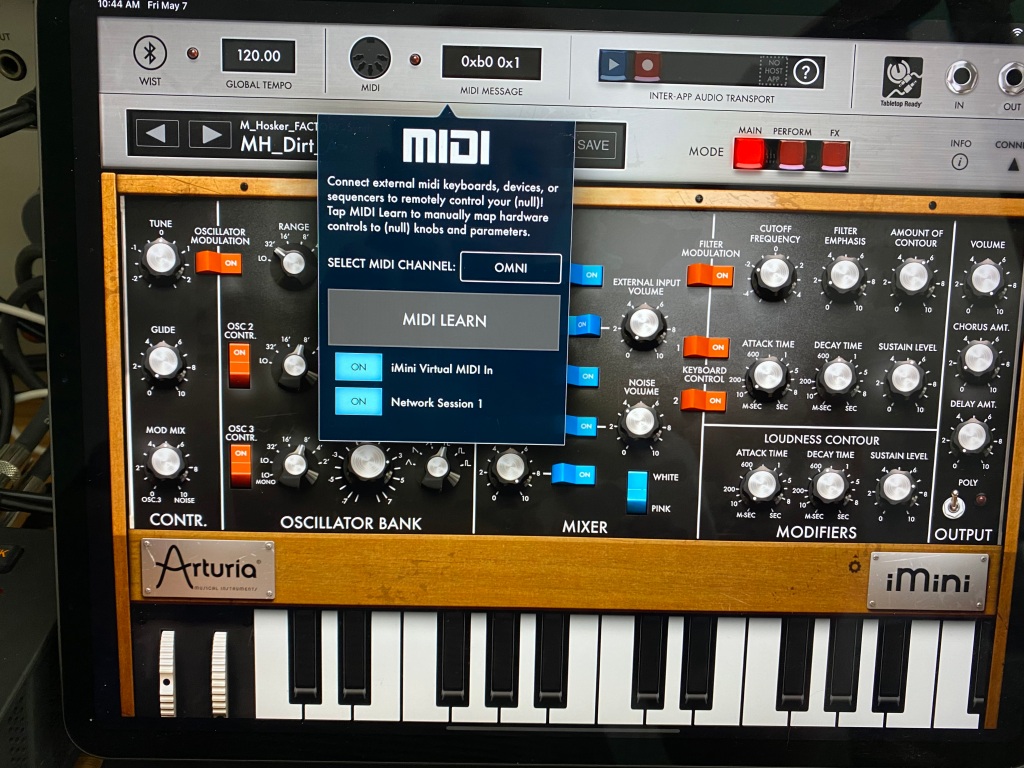 10:44 AM Fri May 7
WIST
120.00
GLOBAL TEMPO
MIDI
0xb0 0x1
MIDI MESSAGE
NO
HOST
APP
?
INTER-APP AUDIO TRANSPORT
Tabletop Ready
IN
OUT
M_Hosker_FACT
MH_Dirt
SAVE
MODE
MAIN PERFORM FX
INFO
i
CONNE
MIDI
Connect external midi keyboards, devices, or
sequencers to remotely control your (null)!
Tap MIDI Learn to manually map hardware
controls to (null) knobs and parameters.
SELECT MIDI CHANNEL: OMNI
MIDI LEARN
ON iMini Virtual MIDI In
ON Network Session 1
TUNE
OSCILLATOR
MODULATION
ON
RANGE
GLIDE
OSC 2
CONTR.
ON
LO
MOD MIX
OSC.3 NOISE
OSC 3
CONTR.
ON
LO
MONO
CONTR.
OSCILLATOR BANK
ON
EXTERNAL INPUT
VOLUME
ON
ON
NOISE
VOLUME
ON
ON
WHITE
PINK
MIXER
FILTER
MODULATION
ON
CUTOFF
FREQUENCY
FILTER
EMPHASIS
AMOUNT OF
CONTOUR
1 ON
KEYBOARD
CONTROL
2 ON
ATTACK TIME
DECAY TIME
SUSTAIN LEVEL
M-SEC SEC
M-SEC SEC
LOUDNESS CONTOUR
ATTACK TIME
DECAY TIME
SUSTAIN LEVEL
M-SEC SEC
M-SEC SEC
MODIFIERS
VOLUME
CHORUS AMT.
DELAY AMT.
POLY
OUTPUT
Arturia
MUSICAL INSTRUMENTS
iMini